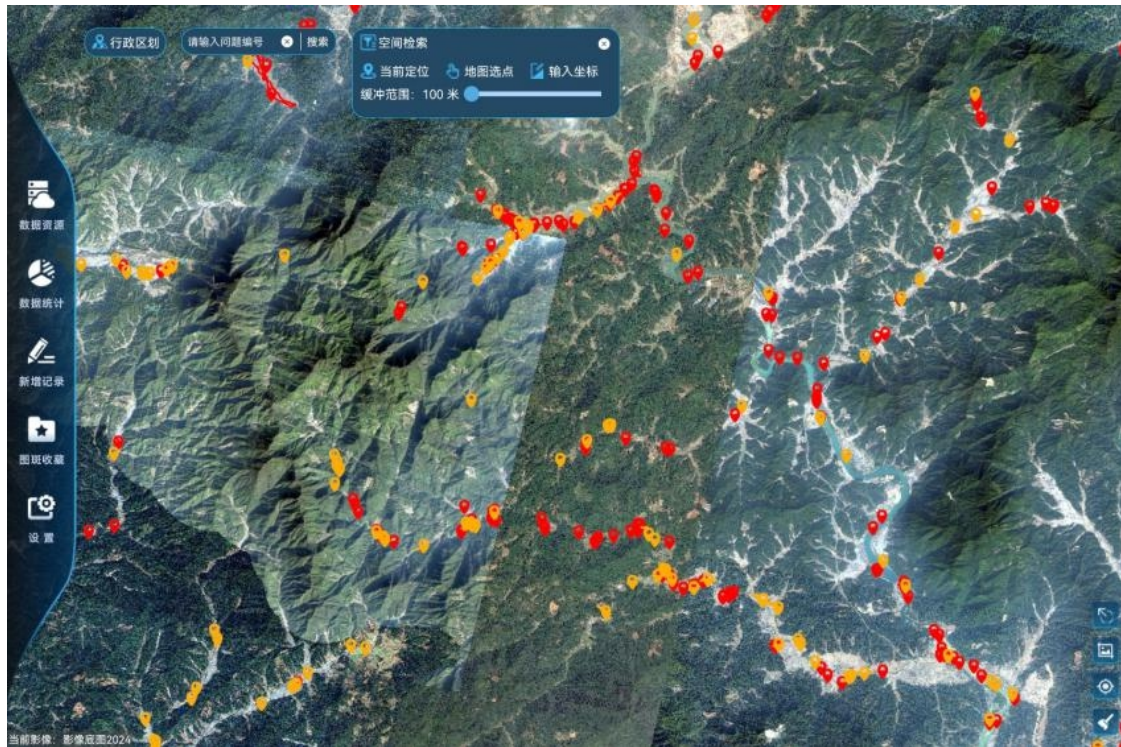 行政区划
请输入问题编号
搜索
空间检索
当前定位
地图选点
输入坐标
缓冲范围：100 米
数据资源
数据统计
新增记录
图斑收藏
设 置
当前影像：影像底图2024